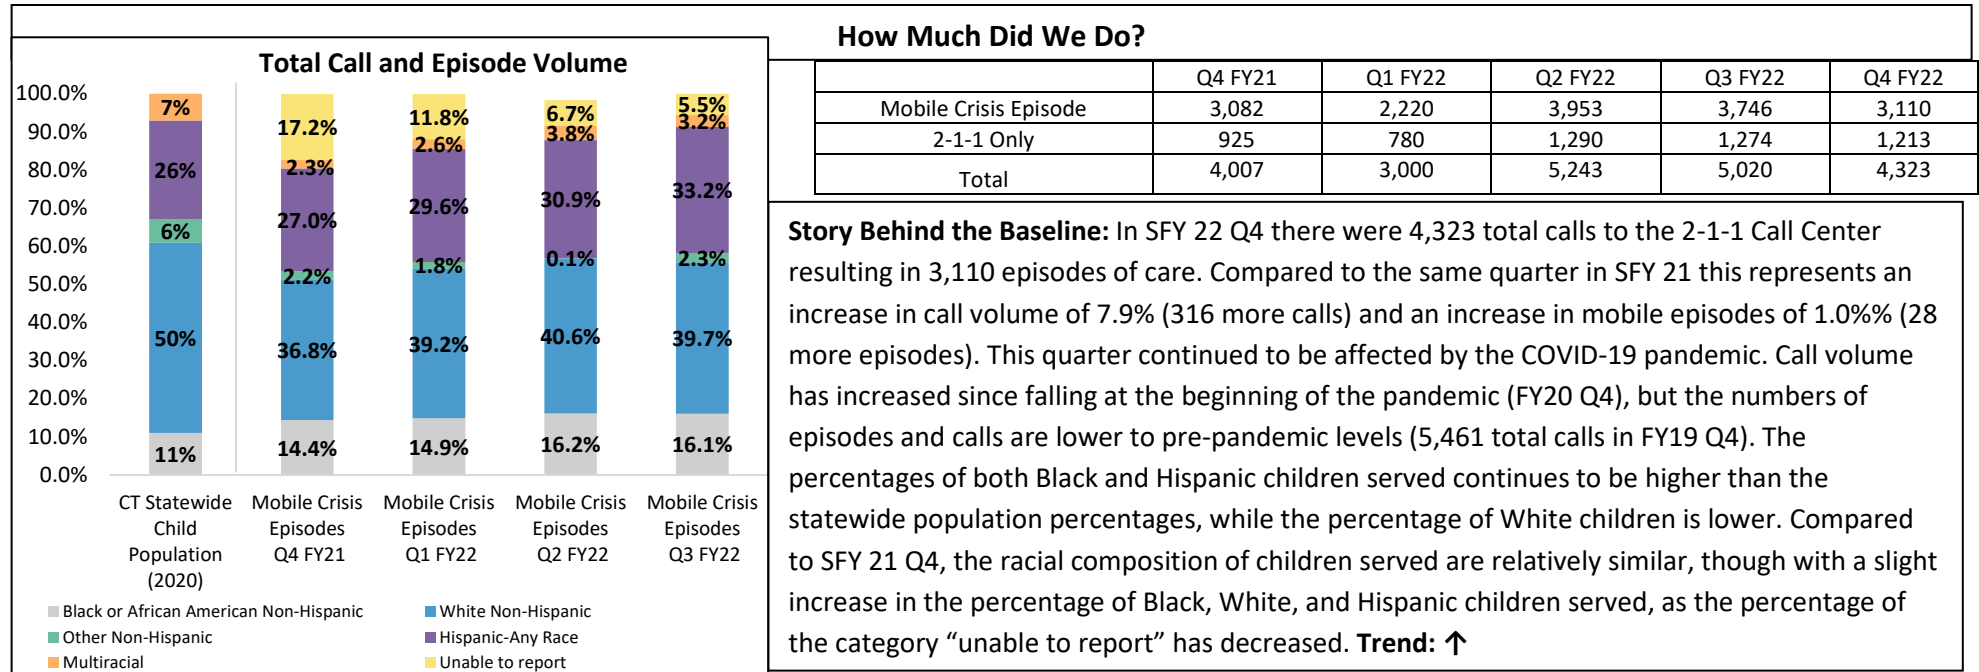 How Much Did We Do?
Total Call and Episode Volume
100.0%
90.0%
80.0%
70.0%
60.0%
50.0%
40.0%
30.0%
20.0%
10.0%
0.0%
7%
26%
6%
50%
11%
17.2%
2.3%
27.0%
2.2%
36.8%
14.4%
11.8%
2.6%
29.6%
1.8%
39.2%
14.9%
6.7%
3.8%
30.9%
0.1%
40.6%
16.2%
5.5%
3.2%
33.2%
2.3%
39.7%
16.1%
CT Statewide
Child
Population
(2020)
Mobile Crisis
Episodes
Q4 FY21
Mobile Crisis
Episodes
Q1 FY22
Mobile Crisis
Episodes
Q2 FY22
Mobile Crisis
Episodes
Q3 FY22
Black or African American Non-Hispanic
White Non-Hispanic
Other Non-Hispanic
Hispanic-Any Race
Multiracial
Unable to report
Q4 FY21 Q1 FY22 Q2 FY22 Q3 FY22 Q4 FY22
Mobile Crisis Episode 3,082 2,220 3,953 3,746 3,110
2-1-1 Only 925 780 1,290 1,274 1,213
Total 4,007 3,000 5,243 5,020 4,323
Story Behind the Baseline: In SFY 22 Q4 there were 4,323 total calls to the 2-1-1 Call Center
resulting in 3,110 episodes of care. Compared to the same quarter in SFY 21 this represents an
increase in call volume of 7.9% (316 more calls) and an increase in mobile episodes of 1.0%% (28
more episodes). This quarter continued to be affected by the COVID-19 pandemic. Call volume
has increased since falling at the beginning of the pandemic (FY20 Q4), but the numbers of
episodes and calls are lower to pre-pandemic levels (5,461 total calls in FY19 Q4). The
percentages of both Black and Hispanic children served continues to be higher than the
statewide population percentages, while the percentage of White children is lower. Compared
to SFY 21 Q4, the racial composition of children served are relatively similar, though with a slight
increase in the percentage of Black, White, and Hispanic children served, as the percentage of
the category “unable to report” has decreased. Trend: ↑